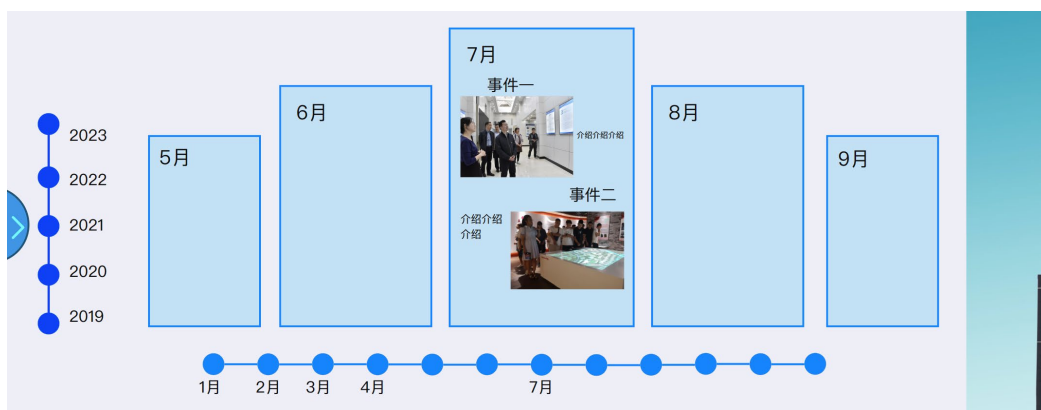 2023
2022
2021
2020
2019
5月
6月
7月
事件一
介绍介绍介绍
事件二
介绍介绍
介绍
8月
9月
1月
2月
3月
4月
7月